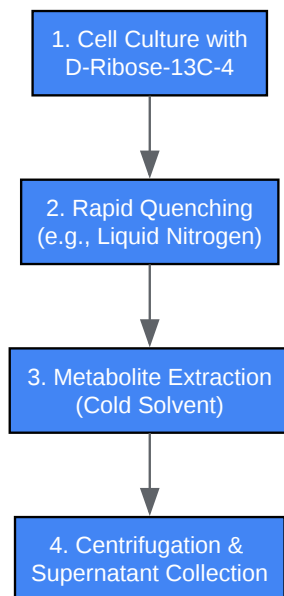 1. Cell Culture with
D-Ribose-13C-4
2. Rapid Quenching
(e.g., Liquid Nitrogen)
3. Metabolite Extraction
(Cold Solvent)
4. Centrifugation &
Supernatant Collection